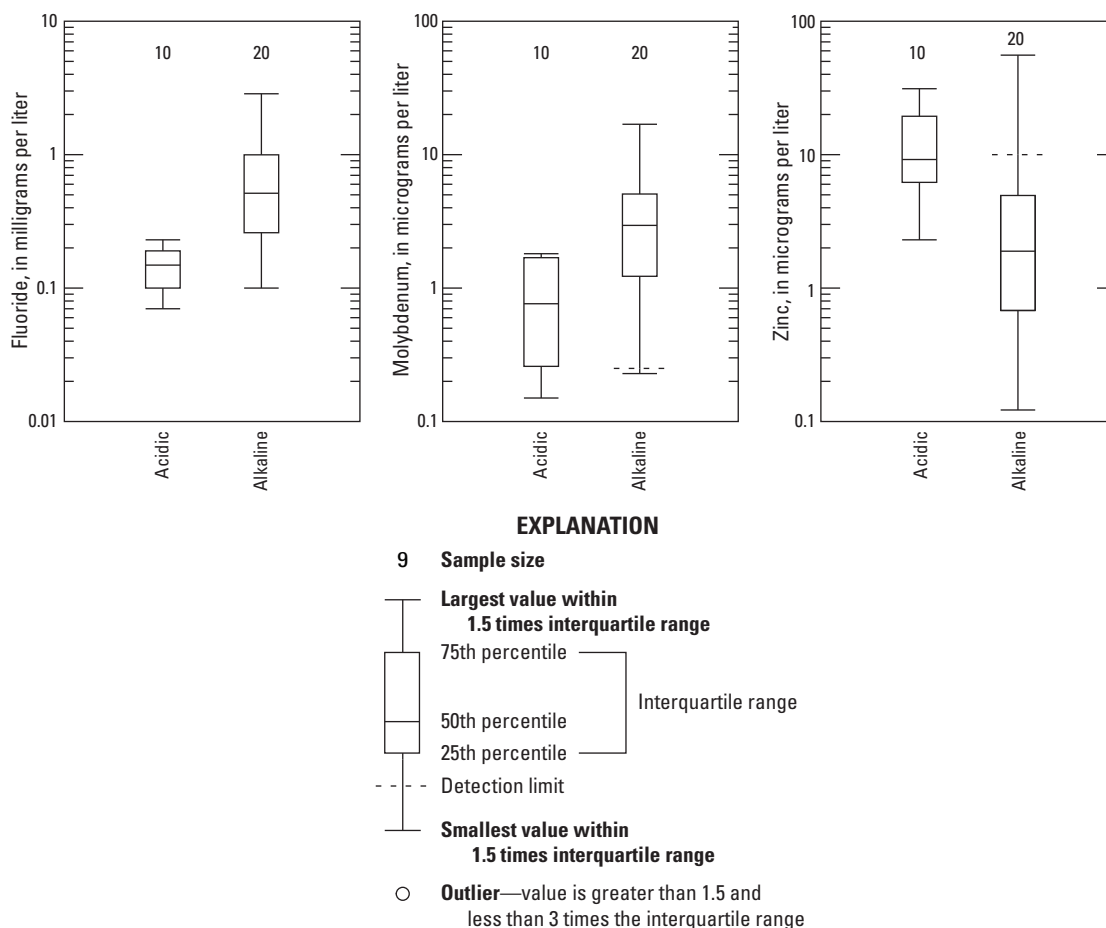 Fluoride, in milligrams per liter
10
1
0.1
0.01
10
20
Acidic
Alkaline
Molybdenum, in micrograms per liter
100
10
1
0.1
10
20
Acidic
Alkaline
Zinc, in micrograms per liter
100
10
1
0.1
10
20
Acidic
Alkaline
EXPLANATION
9 Sample size
Largest value within
1.5 times interquartile range
75th percentile
Interquartile range
50th percentile
25th percentile
Detection limit
Smallest value within
1.5 times interquartile range
Outlier—value is greater than 1.5 and
less than 3 times the interquartile range